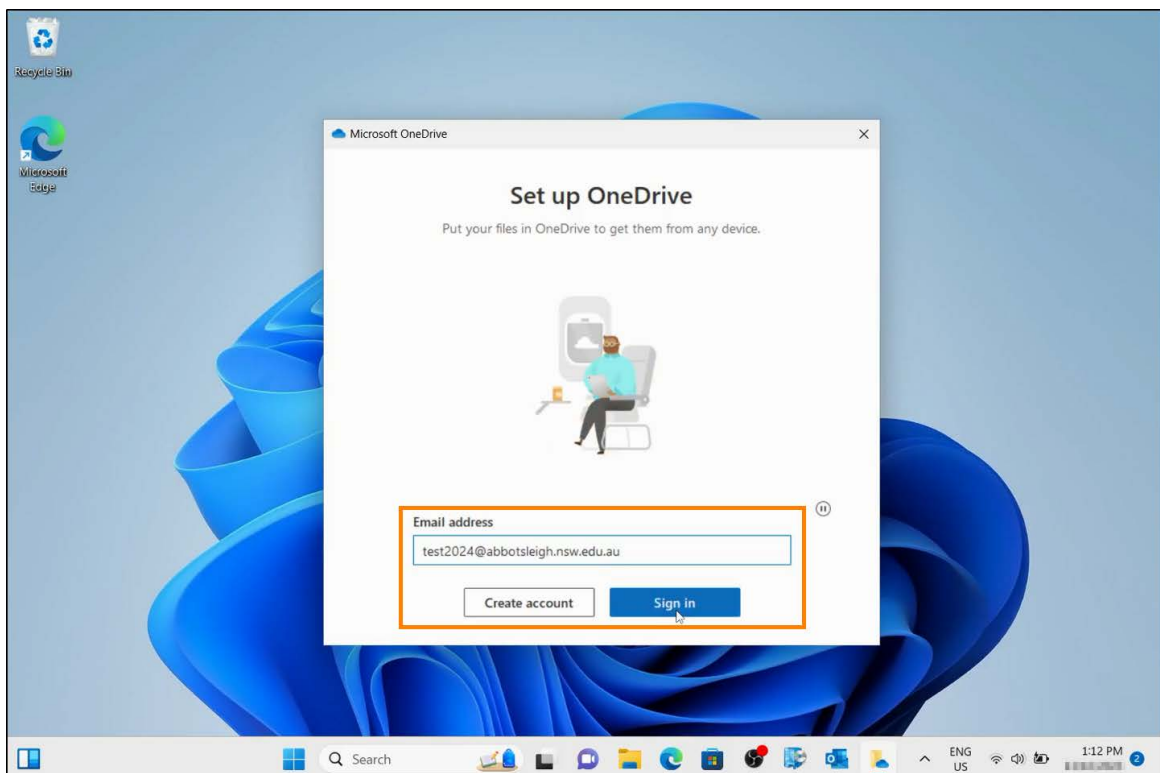 Recycle Bin
Microsoft
Edge
Microsoft OneDrive
Set up OneDrive
Put your files in OneDrive to get them from any device.
Email address
test2024@abbotsleigh.nsw.edu.au
Create account
Sign in
Search
ENG
US
1:12 PM
2